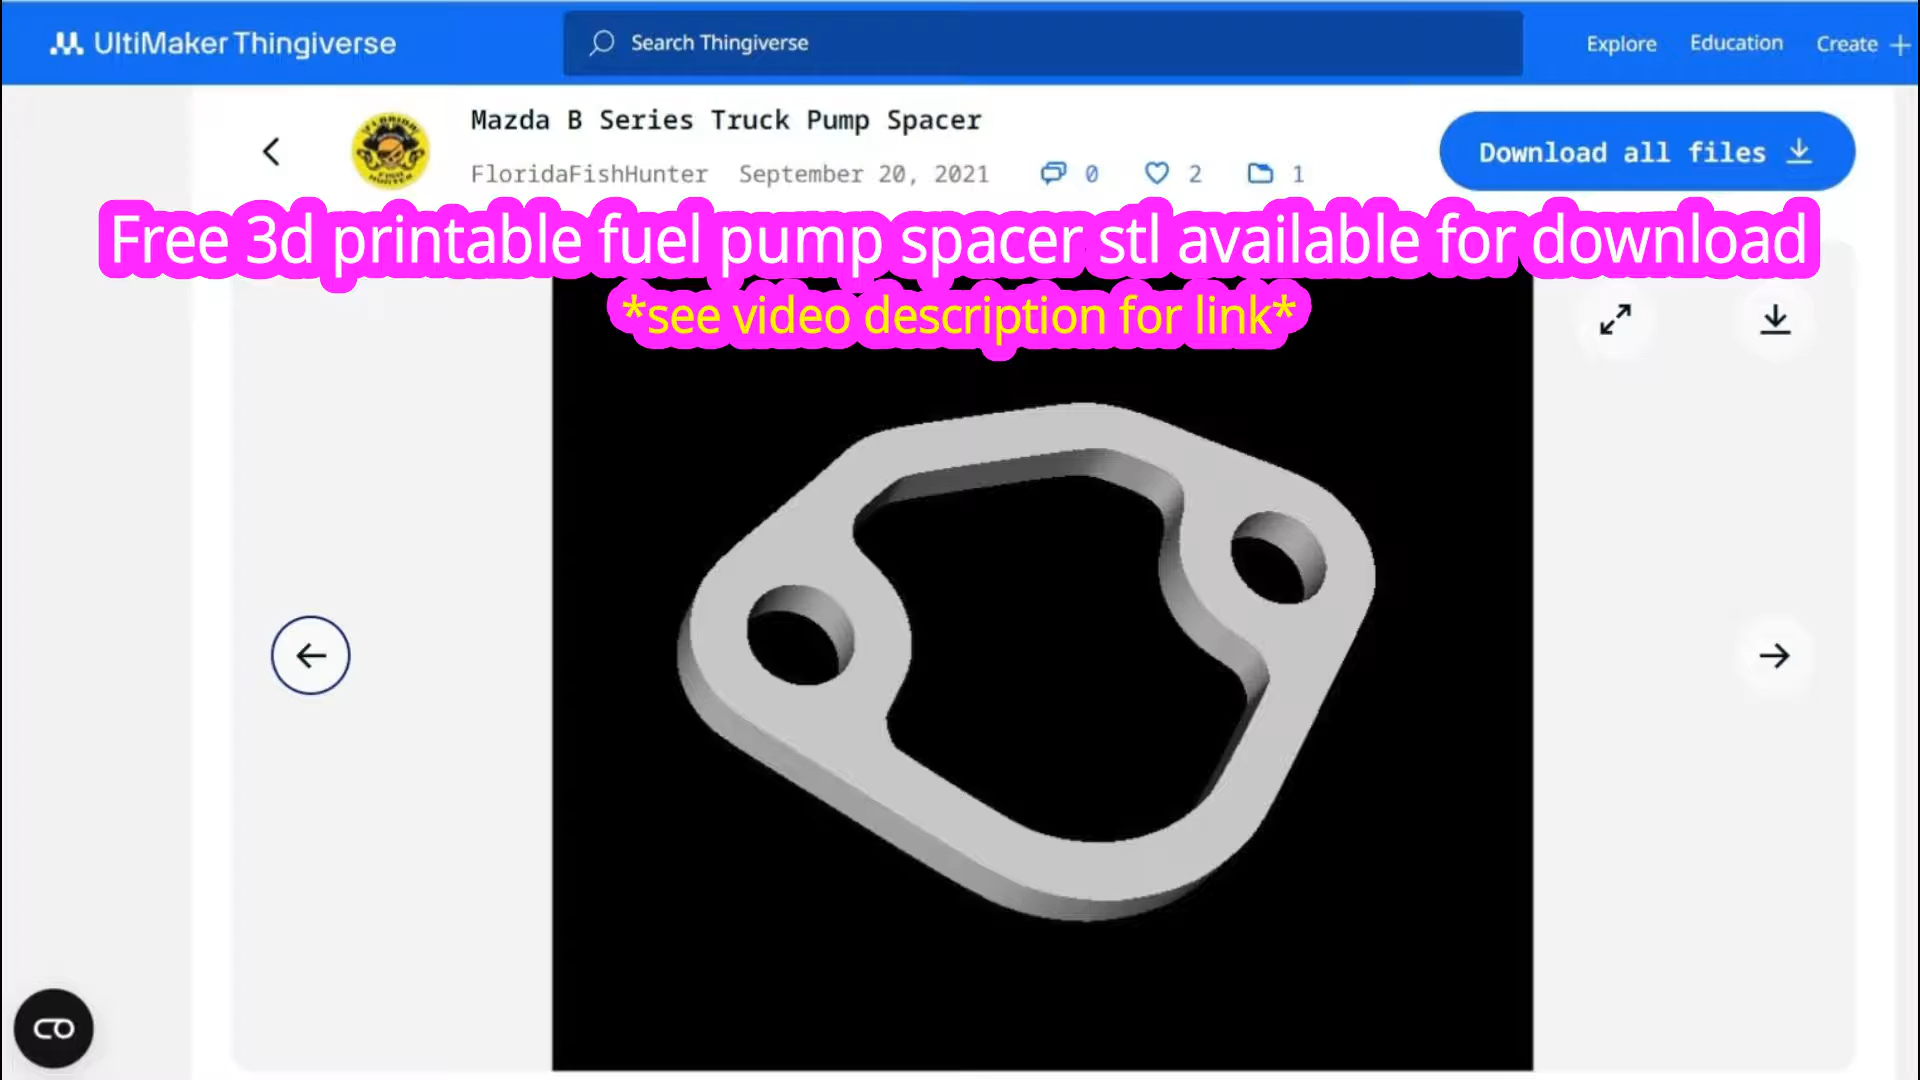 UltiMaker Thingiverse
Search Thingiverse
Explore
Education
Create +
Mazda B Series Truck Pump Spacer
FloridaFishHunter September 20, 2021 0 2 1
Download all files
Free 3d printable fuel pump spacer stl available for download
*see video description for link*